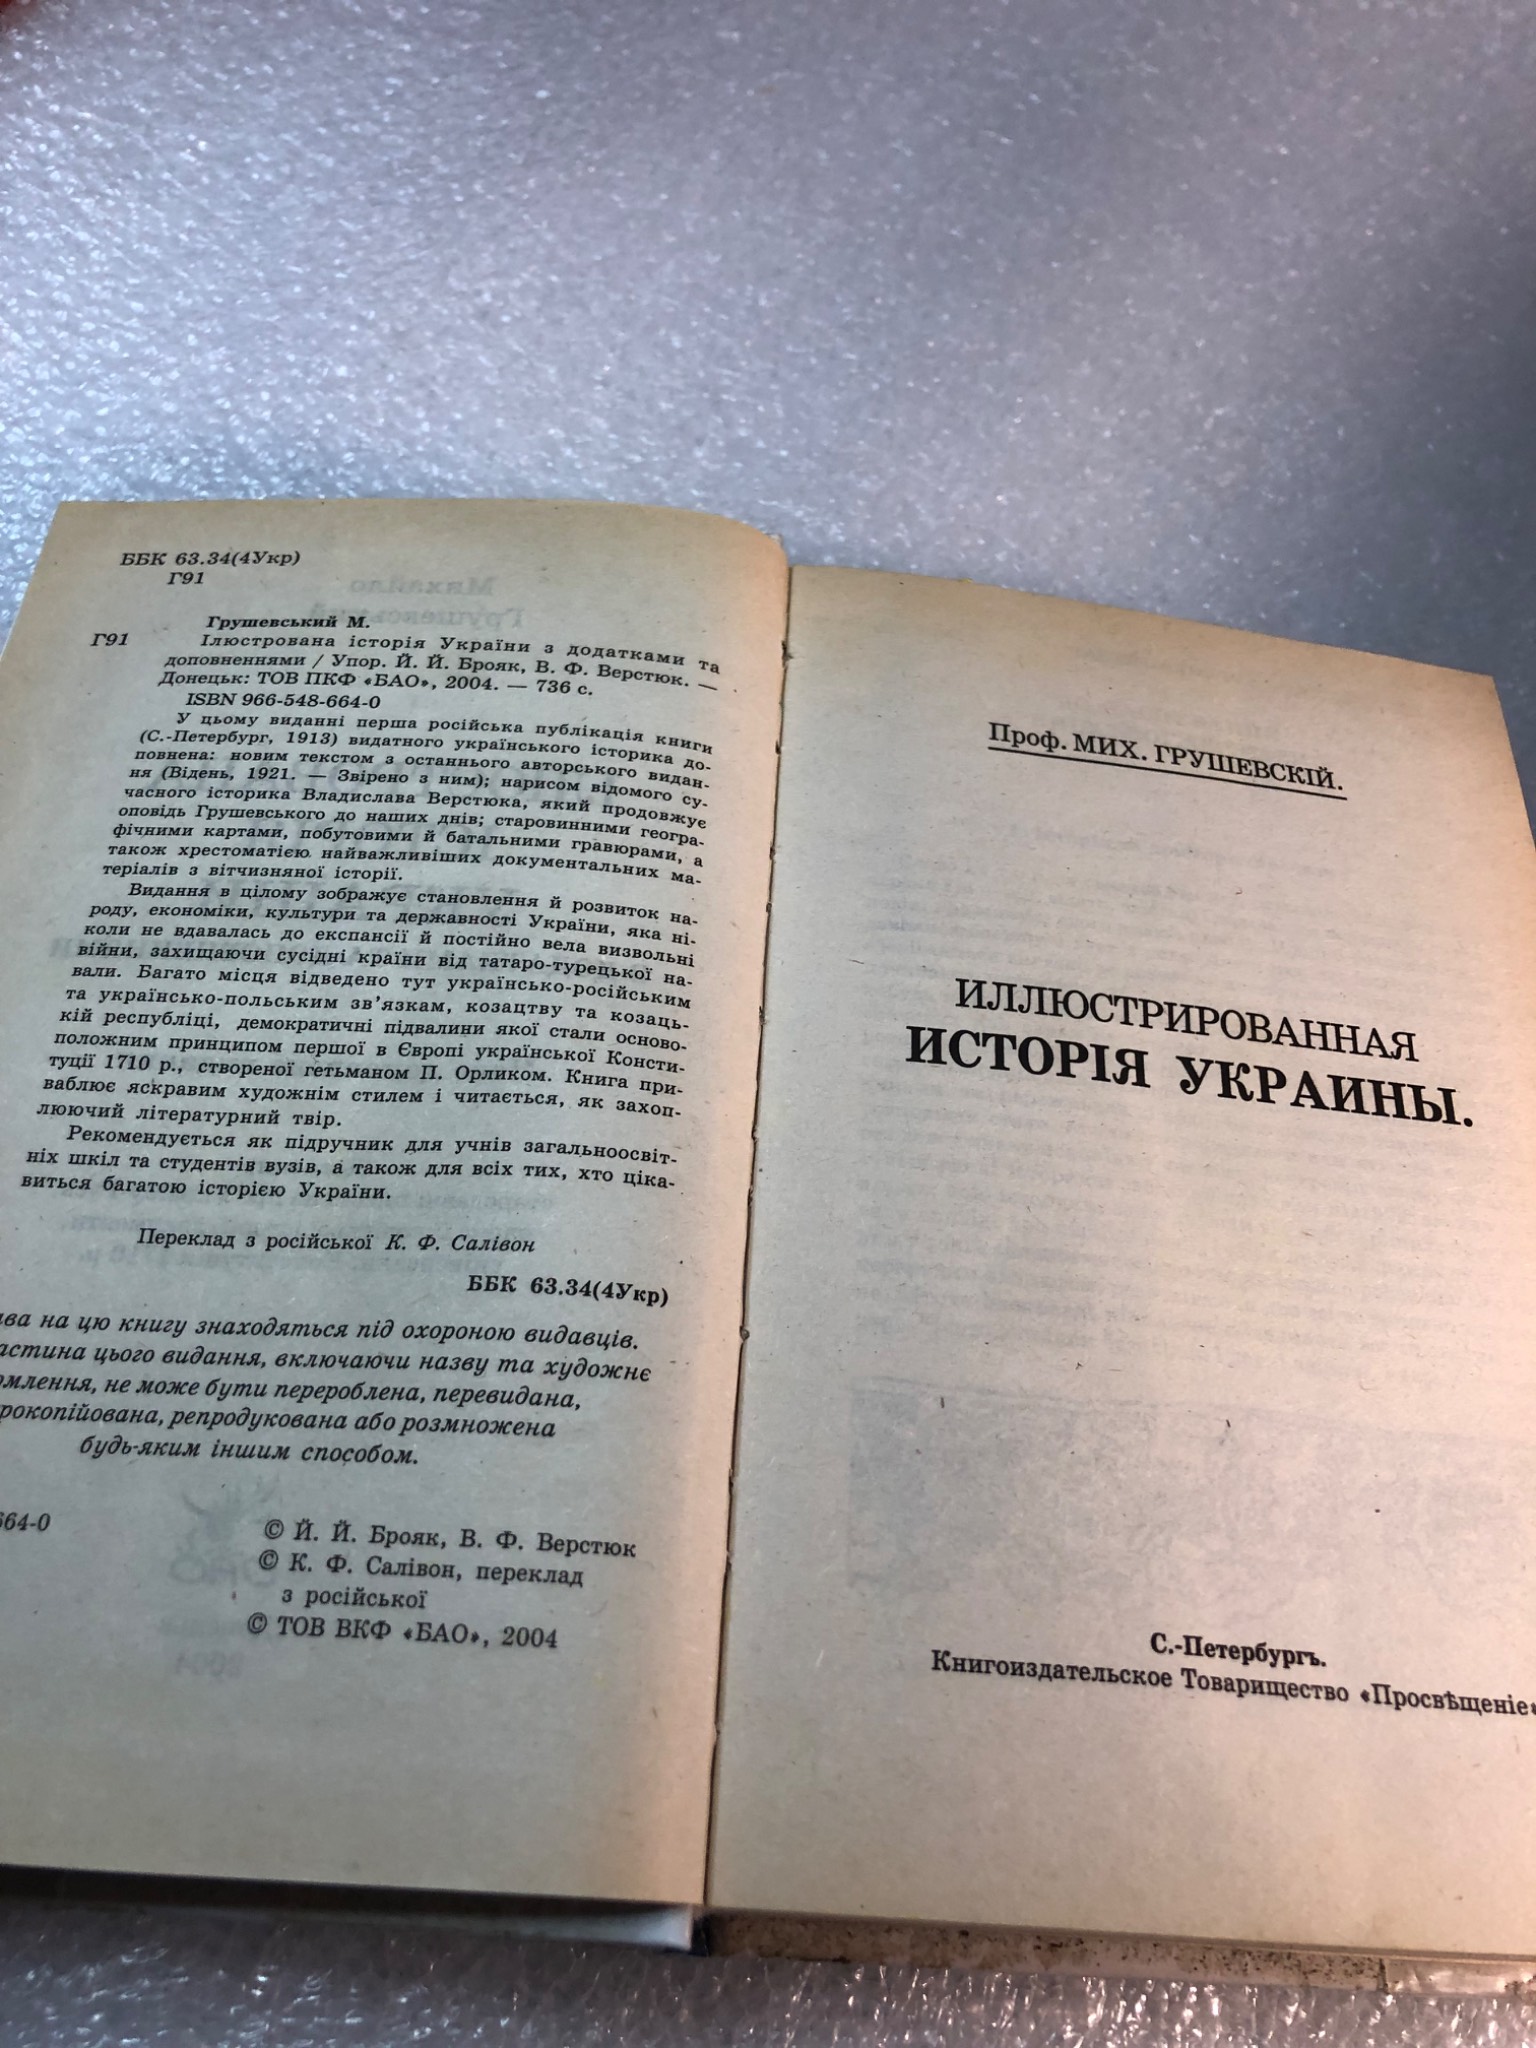 ББК 63.34(4Укр)
Г91
Грушевський М.
Г91 Ілюстрована історія України з додатками та
доповненнями / Упор. Й. Й. Брояк, В. Ф. Верстюк. —
Донецьк: ТОВ ПКФ «БАО», 2004. — 736 с.
ISBN 966-548-664-0
У цьому виданні перша російська публікація книги
(С.-Петербург, 1913) видатного українського історика до-
повнена: новим текстом з останнього авторського видан-
ня (Відень, 1921. — Звірено з ним); нарисом відомого су-
часного історика Владислава Верстюка, який продовжує
оповідь Грушевського до наших днів; старовинними геогра-
фічними картами, побутовими й батальними гравюрами, а
також хрестоматією найважливіших документальних ма-
теріалів з вітчизняної історії.
Видання в цілому зображує становлення й розвиток на-
роду, економіки, культури та державності України, яка ні-
коли не вдавалась до експансії й постійно вела визвольні
війни, захищаючи сусідні країни від татаро-турецької на-
вали. Багато місця відведено тут українсько-російським
та українсько-польським зв’язкам, козацтву та козаць-
кій республіці, демократичні підвалини якої стали осново-
положним принципом першої в Європі української Консти-
туції 1710 р., створеної гетьманом П. Орликом. Книга при-
ваблює яскравим художнім стилем і читається, як захоп-
люючий літературний твір.
Рекомендується як підручник для учнів загальноосвіт-
ніх шкіл та студентів вузів, а також для всіх тих, хто ціка-
виться багатою історією України.
Переклад з російської К. Ф. Салівон
ББК 63.34(4Укр)
на цю книгу знаходяться під охороною видавців.
цього видання, включаючи назву та художнє
не може бути перероблена, перевидана,
репродукована або розмножена
будь-яким іншим способом.
664-0
© Й. Й. Брояк, В. Ф. Верстюк
© К. Ф. Салівон, переклад
з російської
© ТОВ ВКФ «БАО», 2004
Проф. МИХ. ГРУШЕВСКІЙ.
ИЛЛЮСТРИРОВАННАЯ
ИСТОРІЯ УКРАИНЫ.
С.-Петербургъ.
Книгоиздательское Товарищество «Просвѣщеніе»